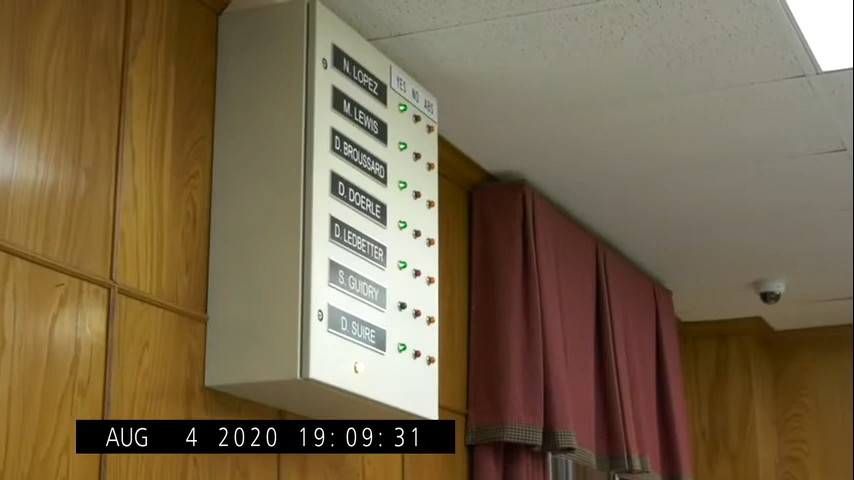 YES NO ABS
N. LOPEZ
M. LEWIS
D. BROUSSARD
D. DOERLE
D. LEDBETTER
S. GUIDRY
D. SUIRE
AUG 4 2020 19:09:31